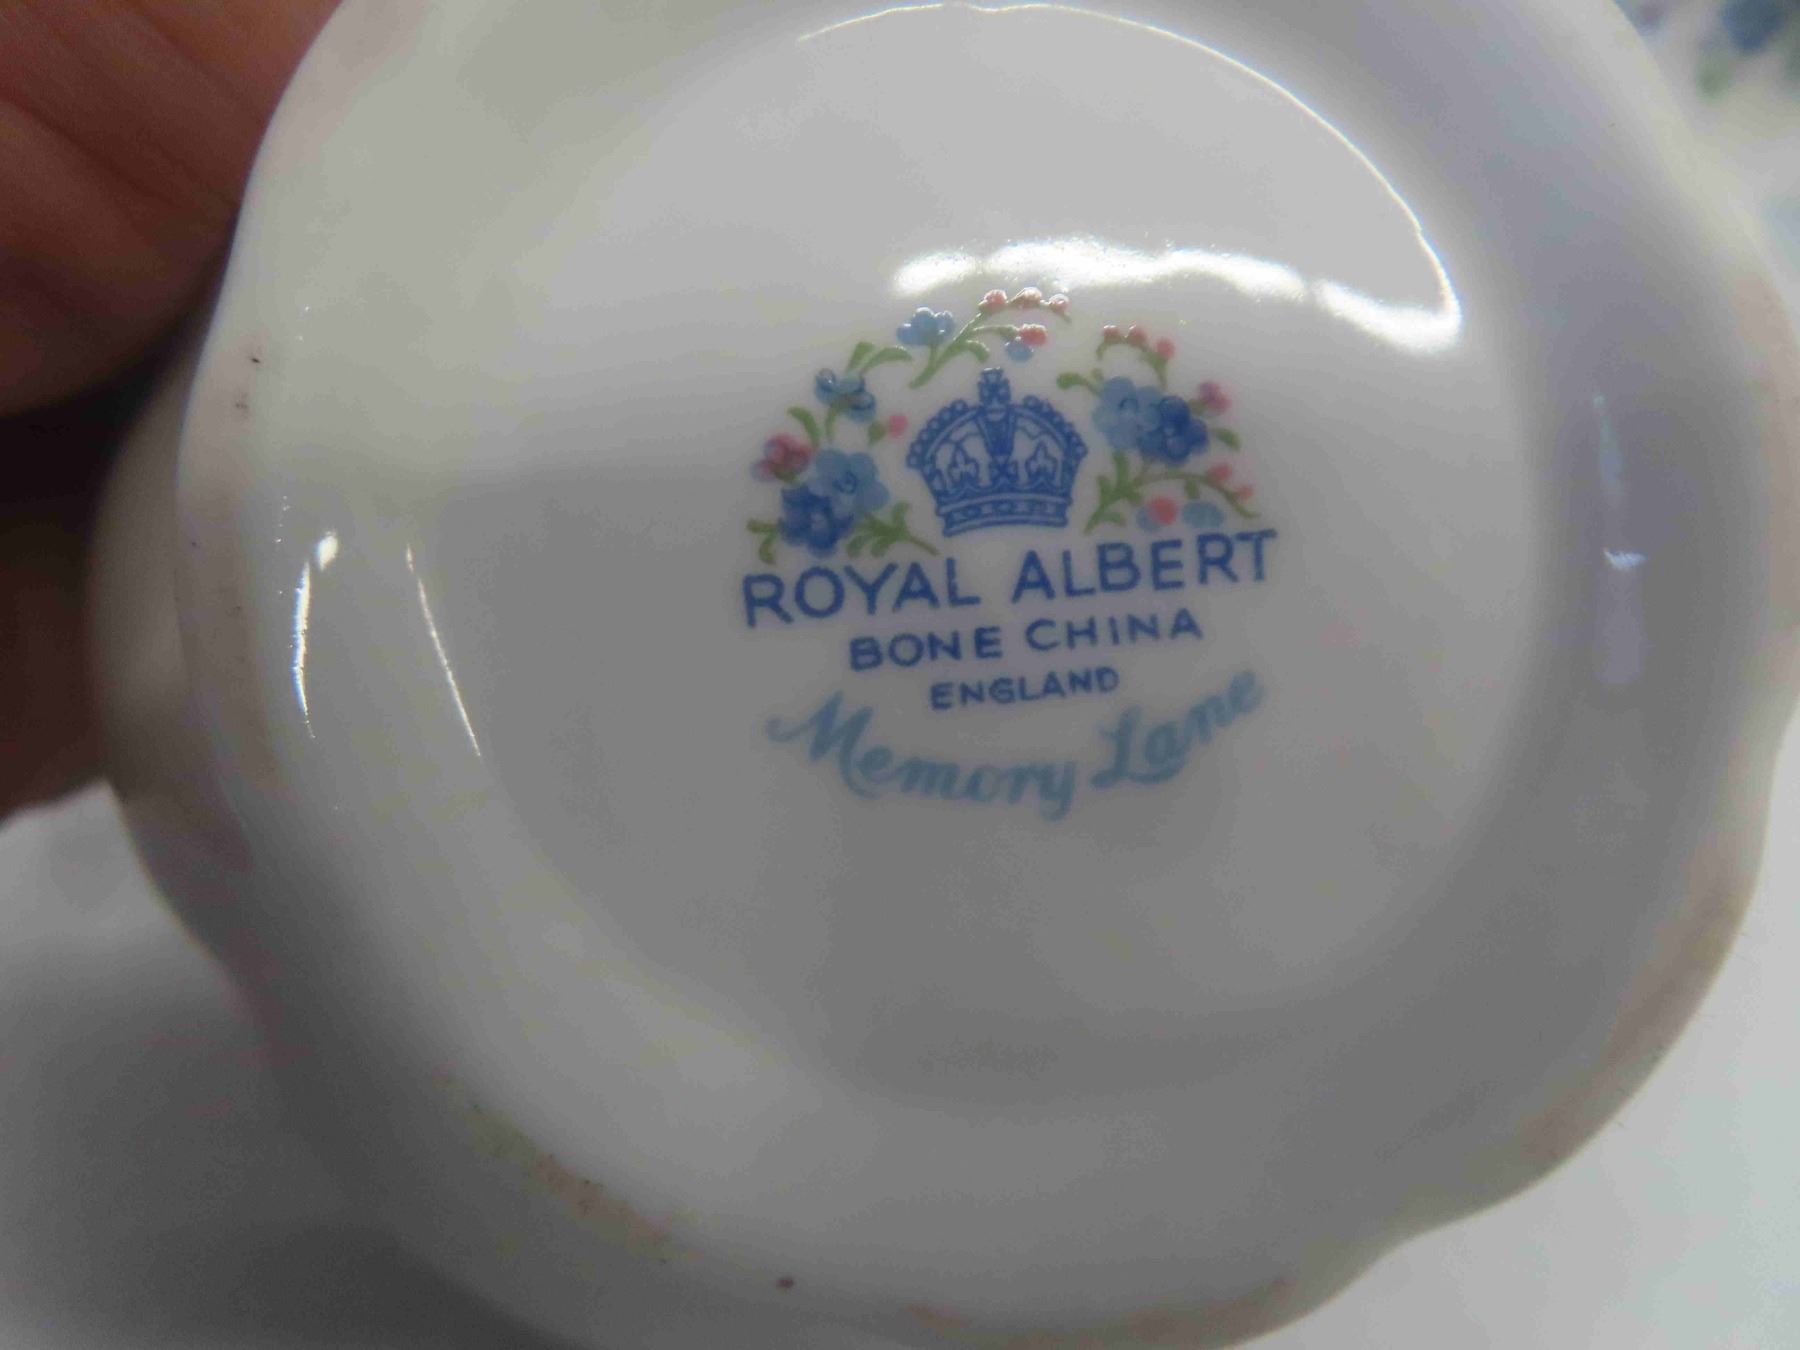 ROYAL ALBERT
BONE CHINA
ENGLAND
Memory Lane